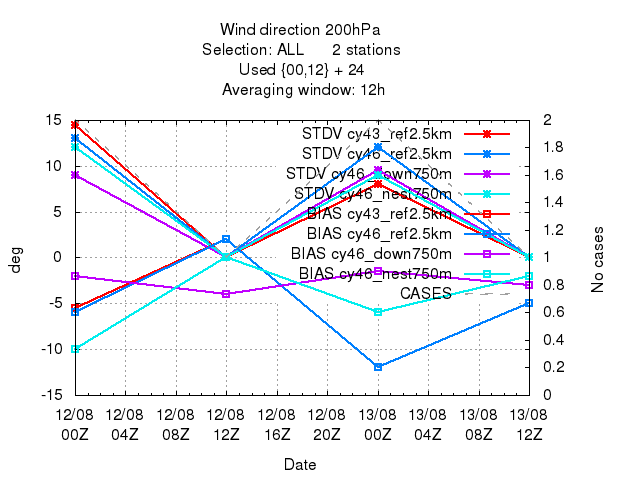 Wind direction 200hPa
Selection: ALL 2 stations
Used {00,12} + 24
Averaging window: 12h
15
10
5
0
-5
-10
-15
deg
2
1.8
1.6
1.4
1.2
1
0.8
0.6
0.4
0.2
0
No cases
STDV cy43_ref2.5km
STDV cy46_ref2.5km
STDV cy46_down750m
STDV cy46_nest750m
BIAS cy43_ref2.5km
BIAS cy46_ref2.5km
BIAS cy46_down750m
BIAS cy46_nest750m
CASES
12/08 12/08 12/08 12/08 12/08 12/08 13/08 13/08 13/08 13/08
00Z 04Z 08Z 12Z 16Z 20Z 00Z 04Z 08Z 12Z
Date